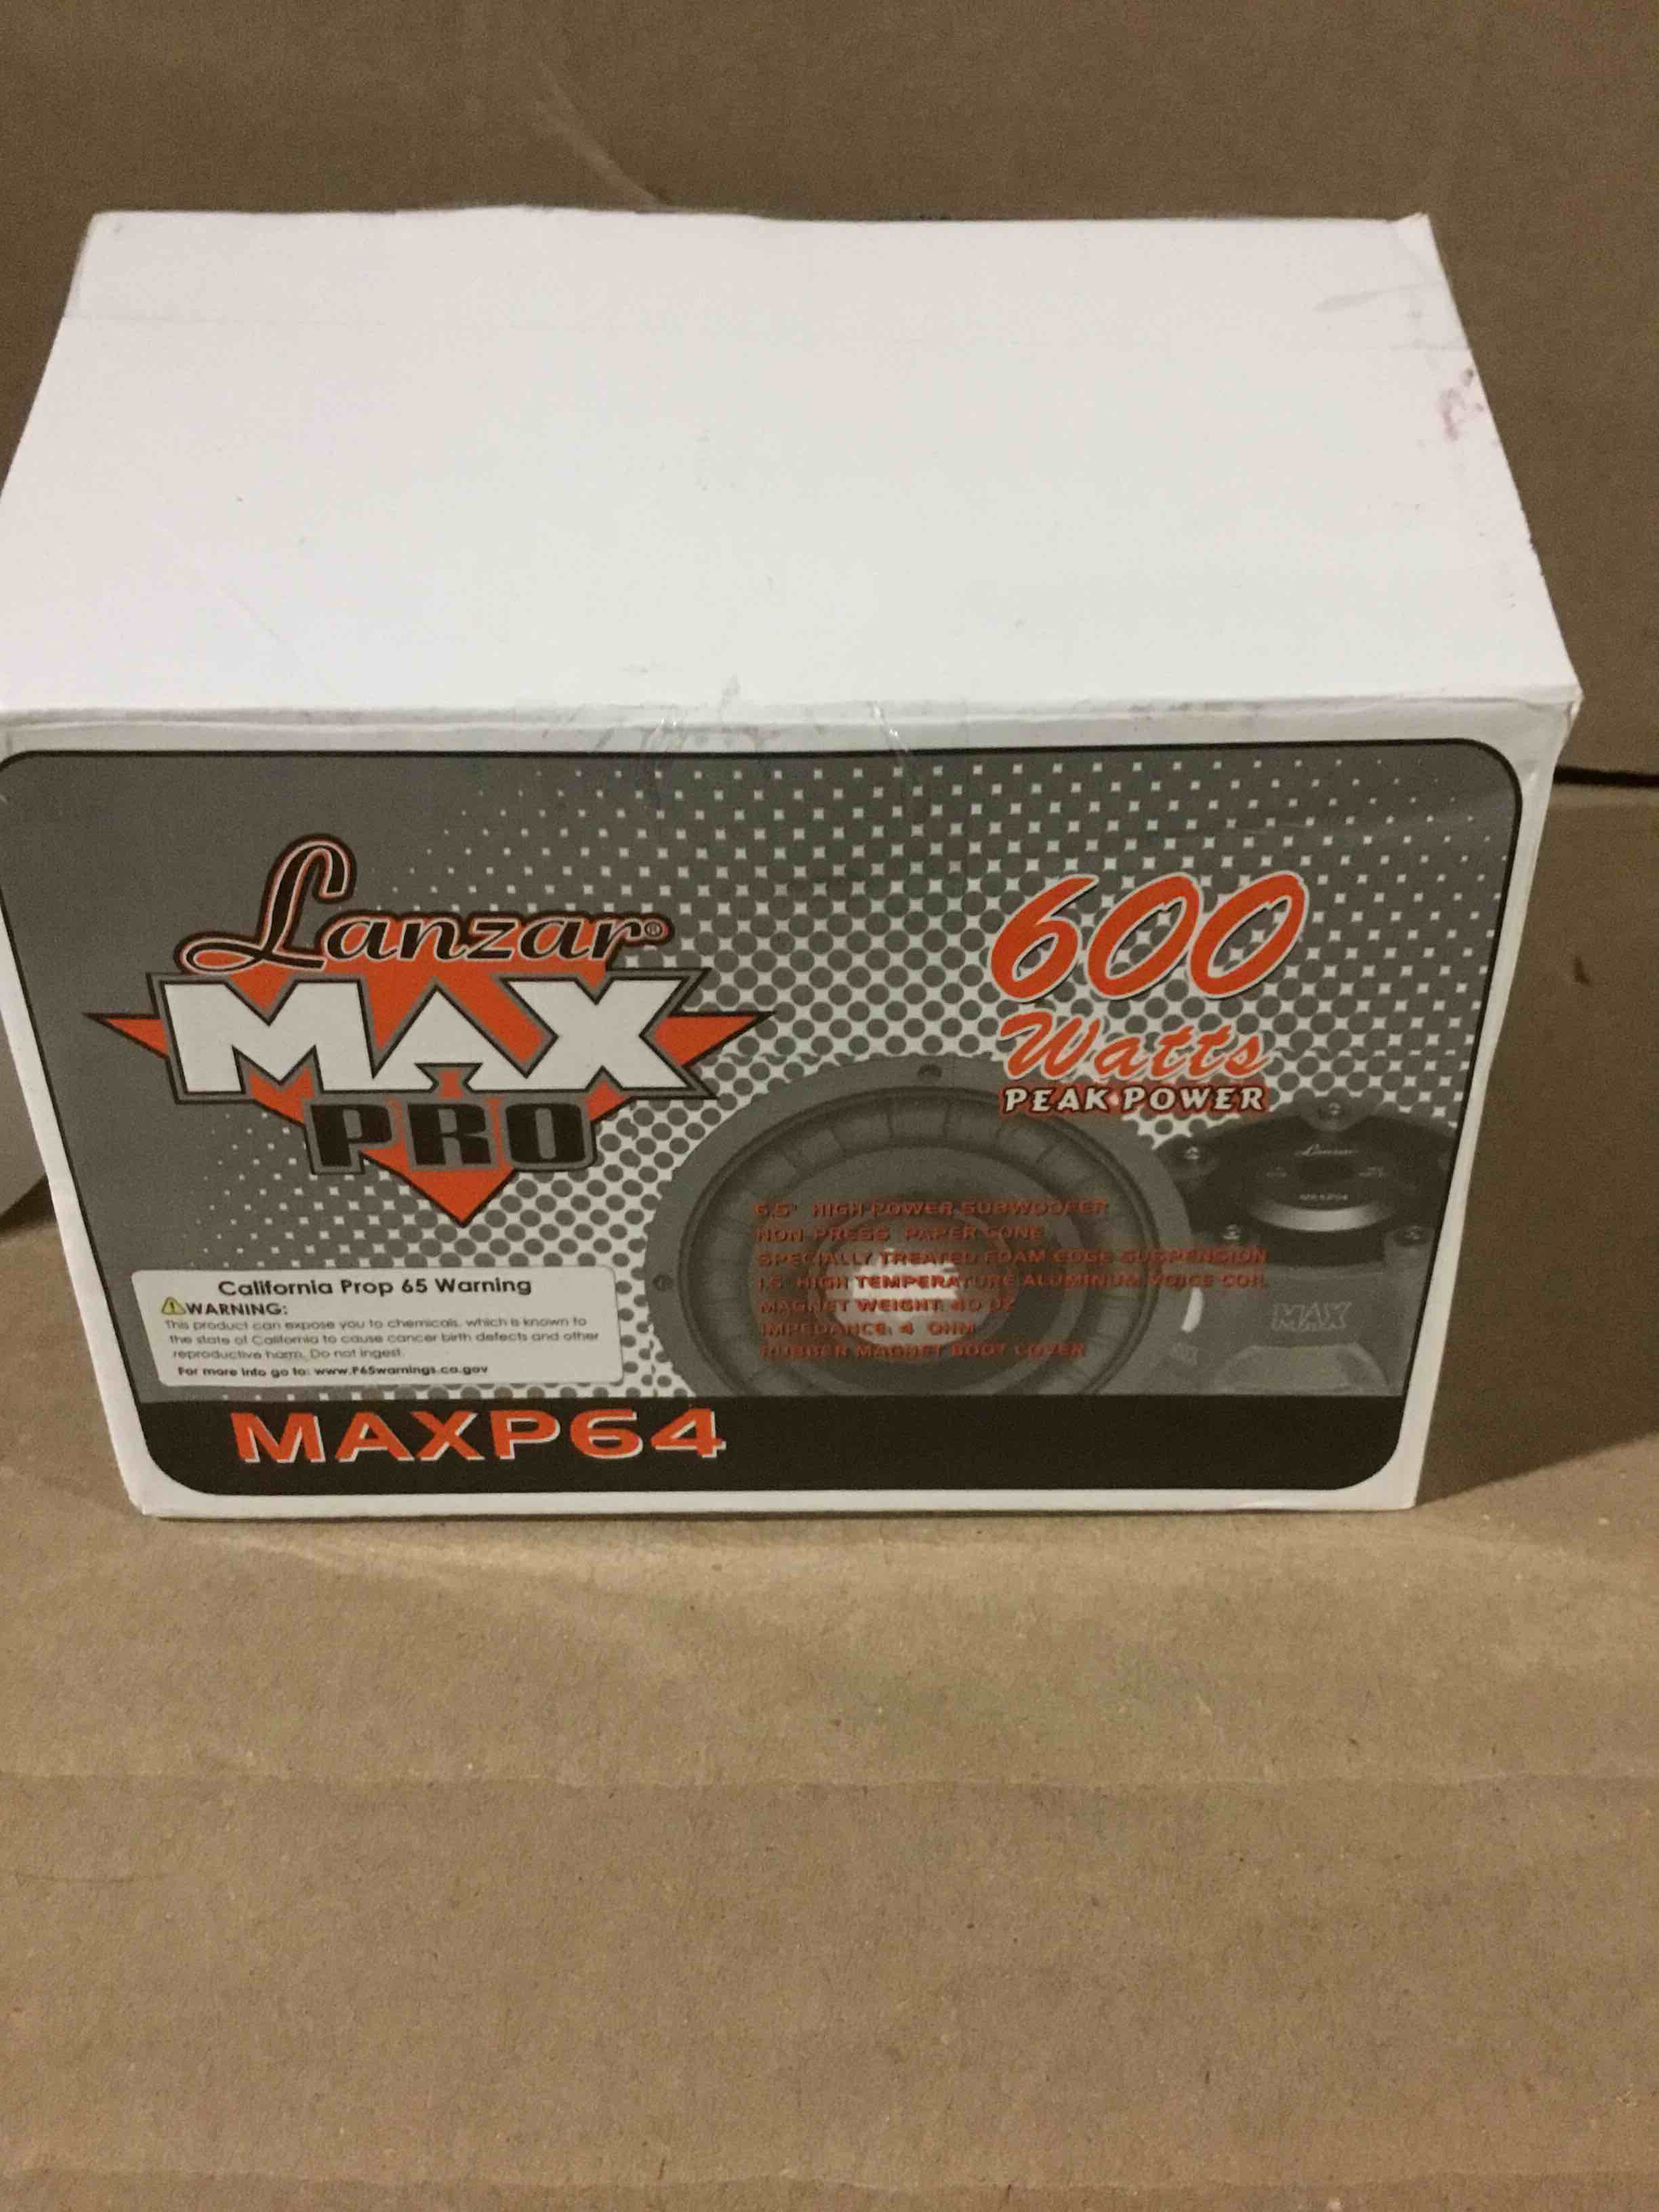 Lanzar®
MAX
PRO
600
Watts
PEAK POWER
Lanzar
MAXP64
6.5" HIGH POWER SUBWOOFER
NON-PRESS PAPER CONE
SPECIALLY TREATED FOAM EDGE SUSPENSION
1.5 HIGH TEMPERATURE ALUMINUM VOICE COIL
MAGNET WEIGHT: 40 OZ
IMPEDANCE: 4 OHM
RUBBER MAGNET BODY COVER
MAX
California Prop 65 Warning
WARNING:
This product can expose you to chemicals, which is known to
the state of California to cause cancer birth defects and other
reproductive harm. Do not ingest.
For more info go to: www.P65warnings.ca.gov
MAXP64